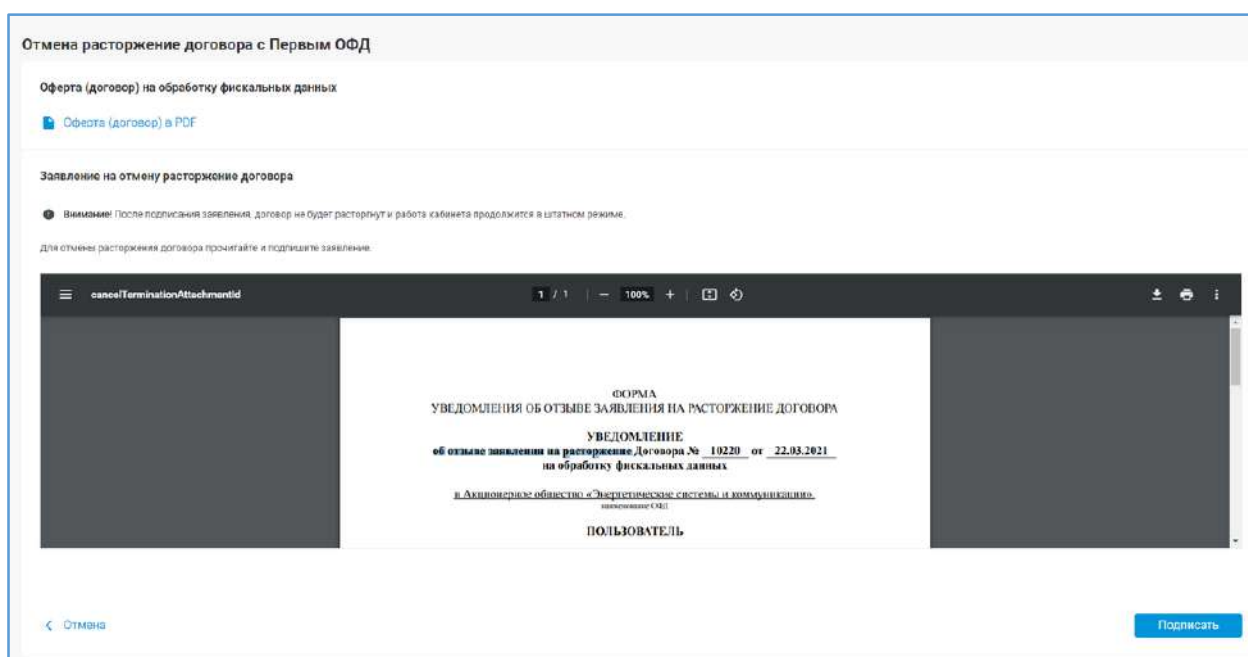 Отмена расторжение договора с Первым ОФД
Оферта (договор) на обработку фискальных данных
Оферта (договор) в PDF
Заявление на отмену расторжение договора
Внимание! После подписания заявления, договор не будет расторгнут и работа кабинета продолжится в штатном режиме.
Для отмены расторжения договора прочитайте и подпишите заявление.
cancelTerminationAttachmentId
1 / 1
100%
ФОРМА
УВЕДОМЛЕНИЯ ОБ ОТЗЫВЕ ЗАЯВЛЕНИЯ НА РАСТОРЖЕНИЕ ДОГОВОРА
УВЕДОМЛЕНИЕ
об отзыве заявления на расторжение Договора № 10220 от 22.03.2021
на обработку фискальных данных
в Акционерное общество «Энергетические системы и коммуникации»
наименование ОФД
ПОЛЬЗОВАТЕЛЬ
Отмена
Подписать